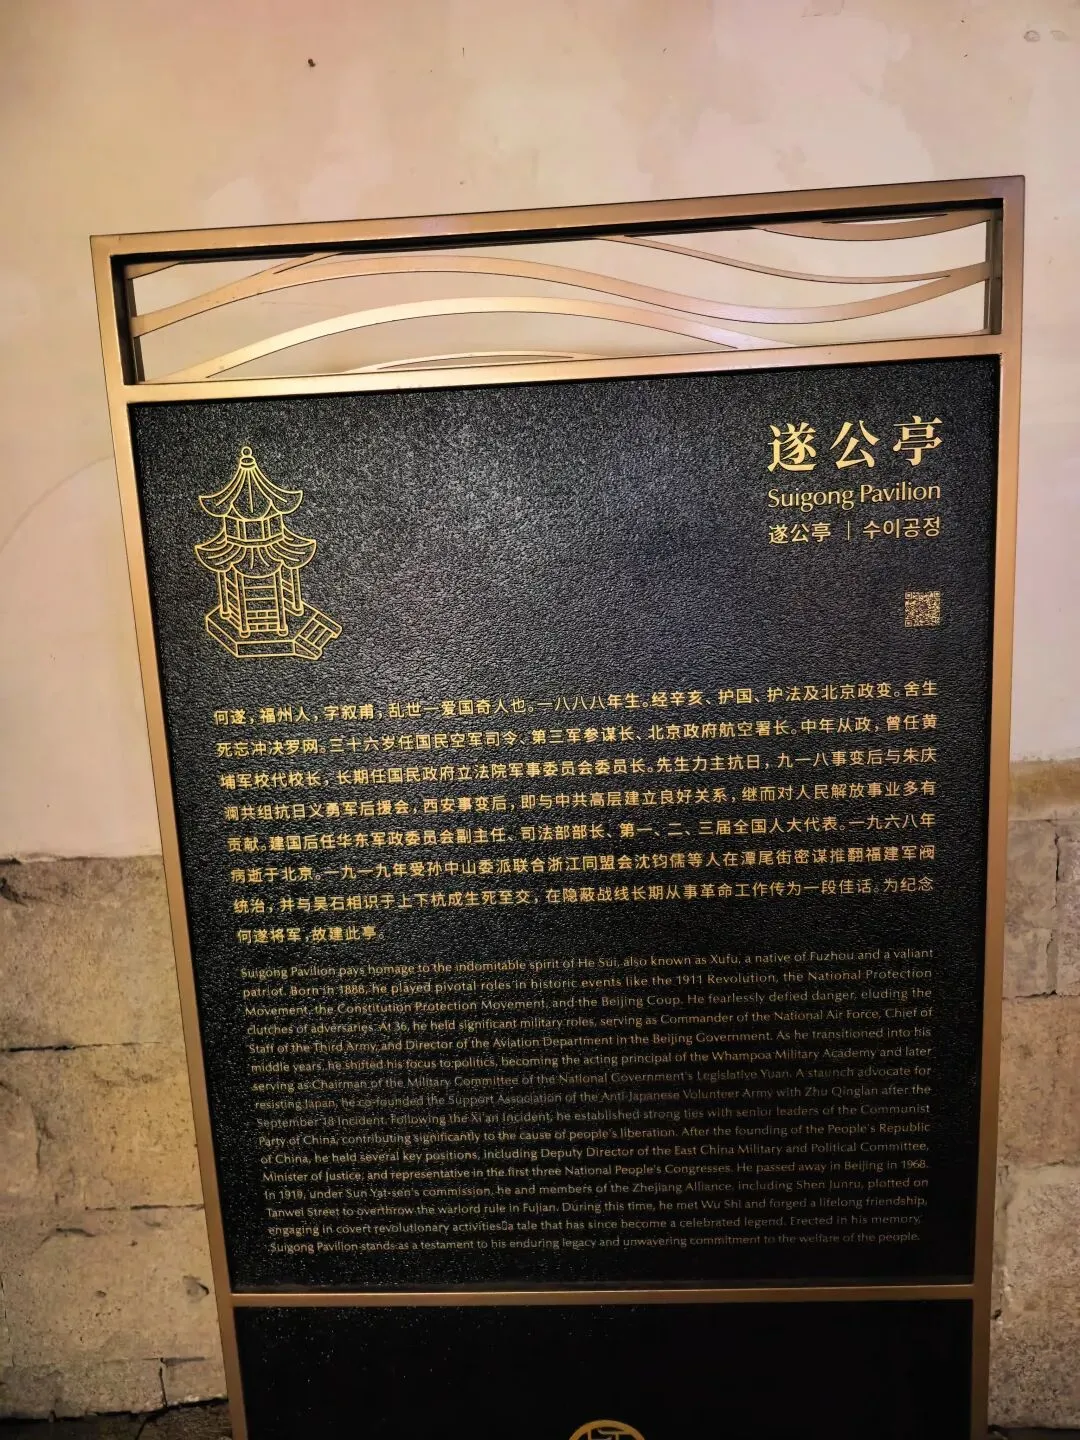 遂公亭
Suigong Pavilion
遂公亭 | 수이공정
何遂，福州人，字叙甫，乱世一爱国奇人也。一八八八年生。经辛亥、护国、护法及北京政变。舍生
死忘冲决罗网。三十六岁任国民空军司令、第三军参谋长、北京政府航空署长。中年从政，曾任黄
埔军校代校长，长期任国民政府立法院军事委员会委员长。先生力主抗日，九一八事变后与朱庆
澜共组抗日义勇军后援会，西安事变后，即与中共高层建立良好关系，继而对人民解放事业多有
贡献。建国后任华东军政委员会副主任、司法部部长、第一、二、三届全国人大代表。一九六八年
病逝于北京。一九一九年受孙中山委派联合浙江同盟会沈钧儒等人在潭尾街密谋推翻福建军阀
统治，并与吴石相识于上下杭成生死至交，在隐蔽战线长期从事革命工作传为一段佳话。为纪念
何遂将军，故建此亭。
Suigong Pavilion pays homage to the indomitable spirit of He Sui, also known as Xufu, a native of Fuzhou and a valiant
patriot. Born in 1888, he played pivotal roles in historic events like the 1911 Revolution, the National Protection
Movement, the Constitution Protection Movement, and the Beijing Coup. He fearlessly defied danger, eluding the
clutches of adversaries. At 36, he held significant military roles, serving as Commander of the National Air Force, Chief of
Staff of the Third Army, and Director of the Aviation Department in the Beijing Government. As he transitioned into his
middle years, he shifted his focus to politics, becoming the acting principal of the Whampoa Military Academy and later
serving as Chairman of the Military Committee of the National Government's Legislative Yuan. A staunch advocate for
resisting Japan, he co-founded the Support Association of the Anti-Japanese Volunteer Army with Zhu Qinglan after the
September 18 Incident. Following the Xi'an Incident, he established strong ties with senior leaders of the Communist
Party of China, contributing significantly to the cause of people's liberation. After the founding of the People's Republic
of China, he held several key positions, including Deputy Director of the East China Military and Political Committee,
Minister of Justice, and representative in the first three National People's Congresses. He passed away in Beijing in 1968.
In 1919, under Sun Yat-sen's commission, he and members of the Zhejiang Alliance, including Shen Junru, plotted on
Tanwei Street to overthrow the warlord rule in Fujian. During this time, he met Wu Shi and forged a lifelong friendship,
engaging in covert revolutionary activities▯a tale that has since become a celebrated legend. Erected in his memory,
Suigong Pavilion stands as a testament to his enduring legacy and unwavering commitment to the welfare of the people.